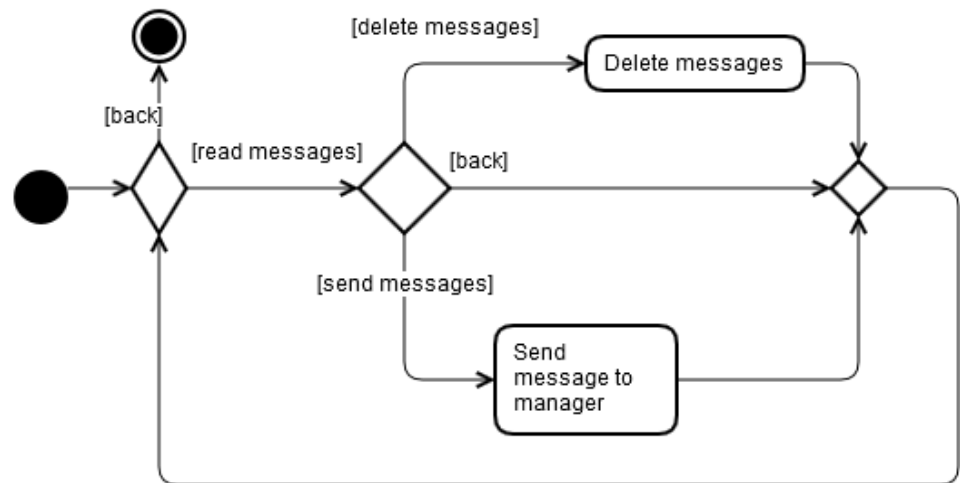 [delete messages]
Delete messages
[back]
[read messages]
[back]
[send messages]
Send
message to
manager